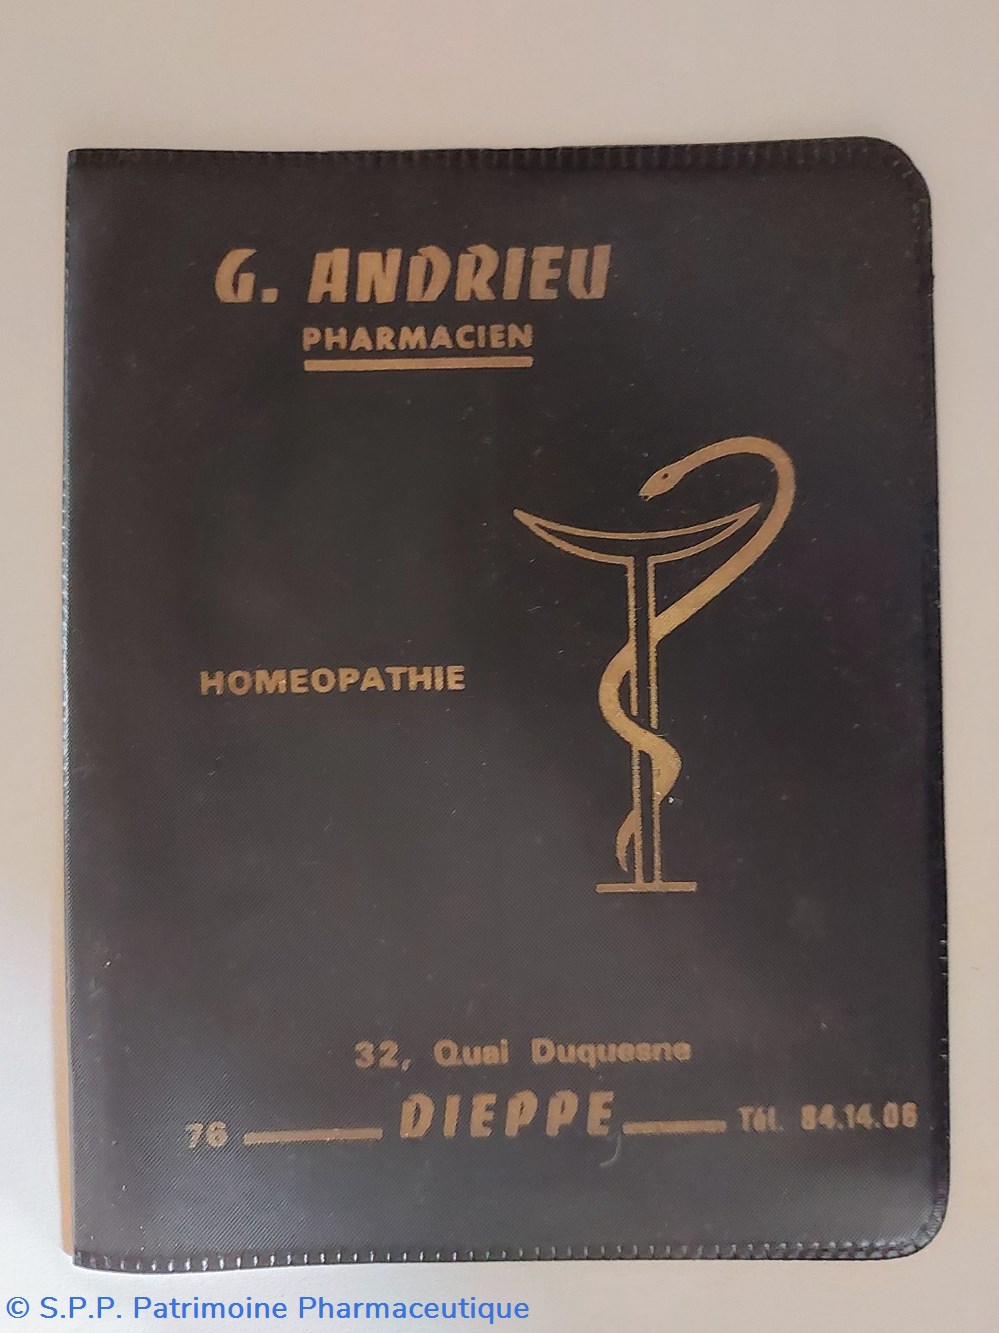 G. ANDRIEU
PHARMACIEN
HOMEOPATHIE
32, Quai Duquesne
76 DIEPPE Tél. 84.14.06
© S.P.P. Patrimoine Pharmaceutique